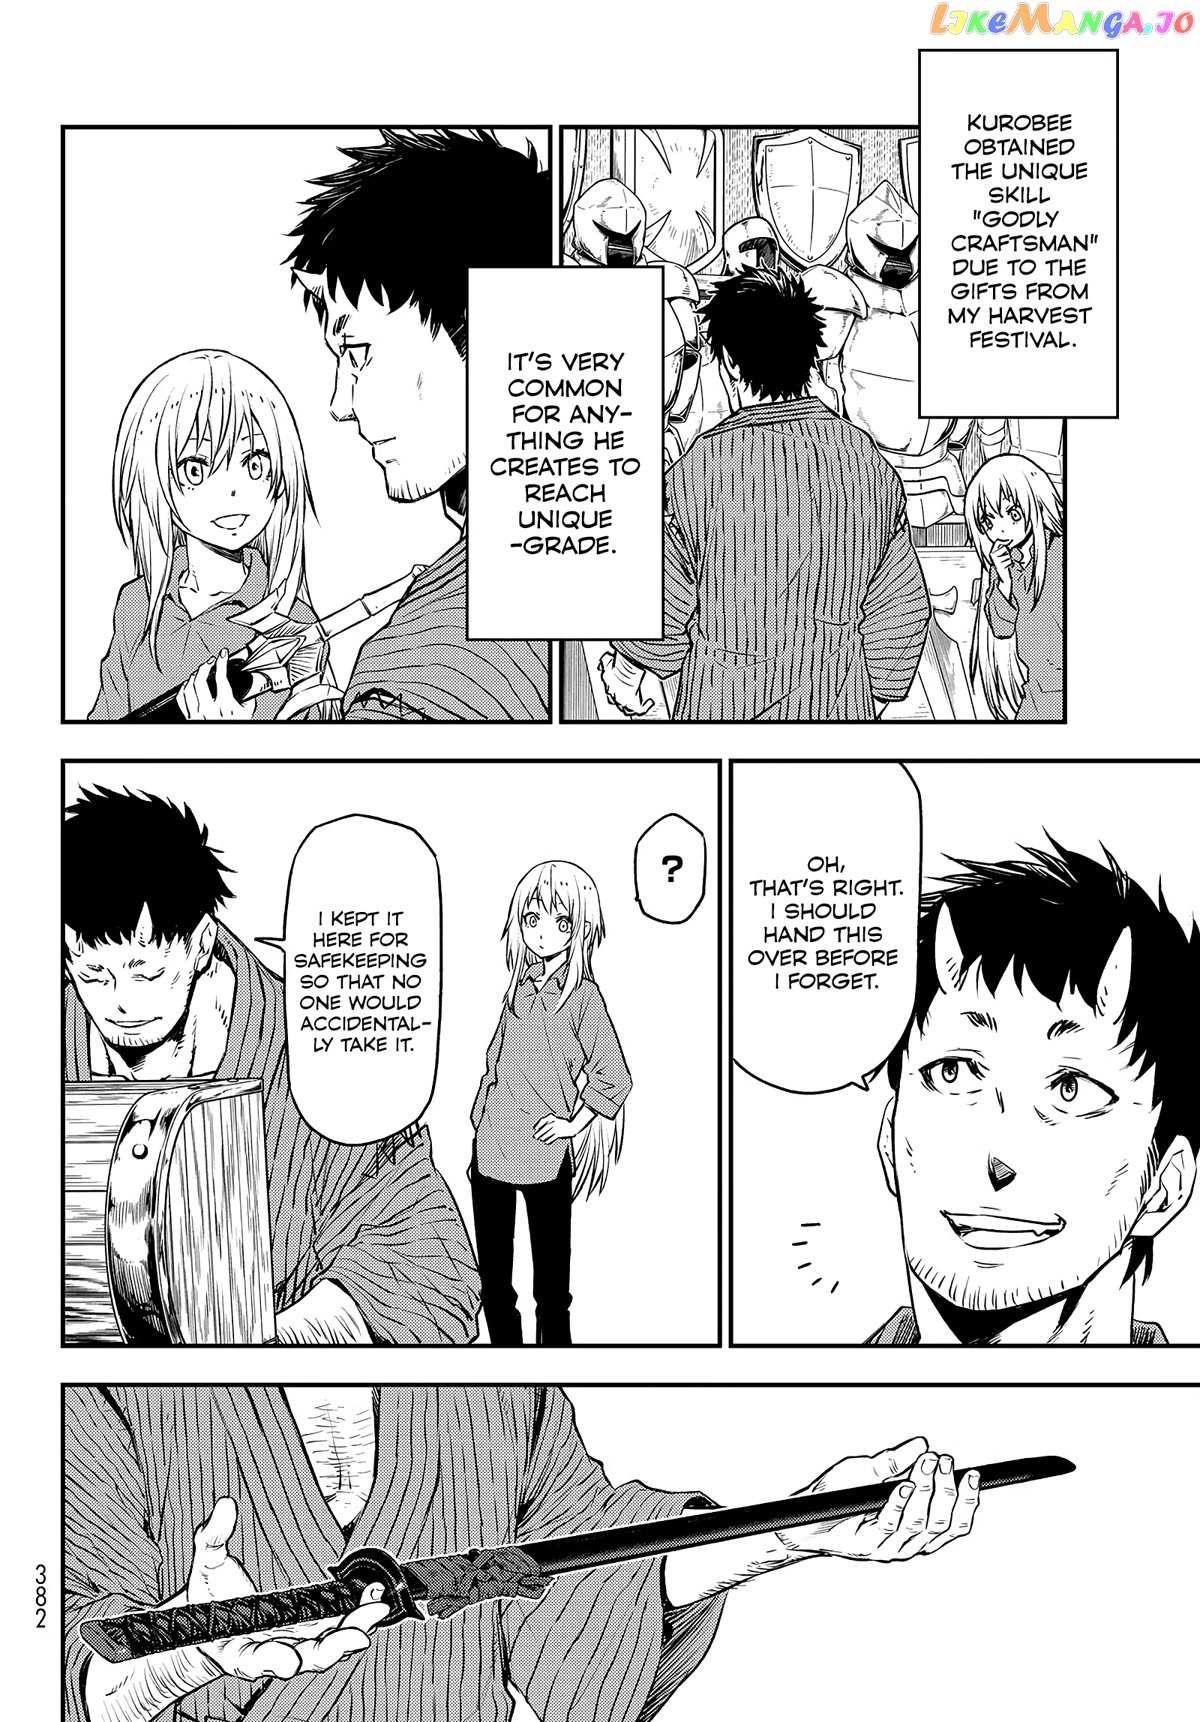 LIKEMANGA.IO
KUROBEE
OBTAINED
THE UNIQUE
SKILL
"GODLY
CRAFTSMAN"
DUE TO THE
GIFTS FROM
MY HARVEST
FESTIVAL.
IT'S VERY
COMMON
FOR ANY-
THING HE
CREATES TO
REACH
UNIQUE
-GRADE.
OH,
THAT'S RIGHT.
I SHOULD
HAND THIS
OVER BEFORE
I FORGET.
?
I KEPT IT
HERE FOR
SAFEKEEPING
SO THAT NO
ONE WOULD
ACCIDENTAL-
LY TAKE IT.
382